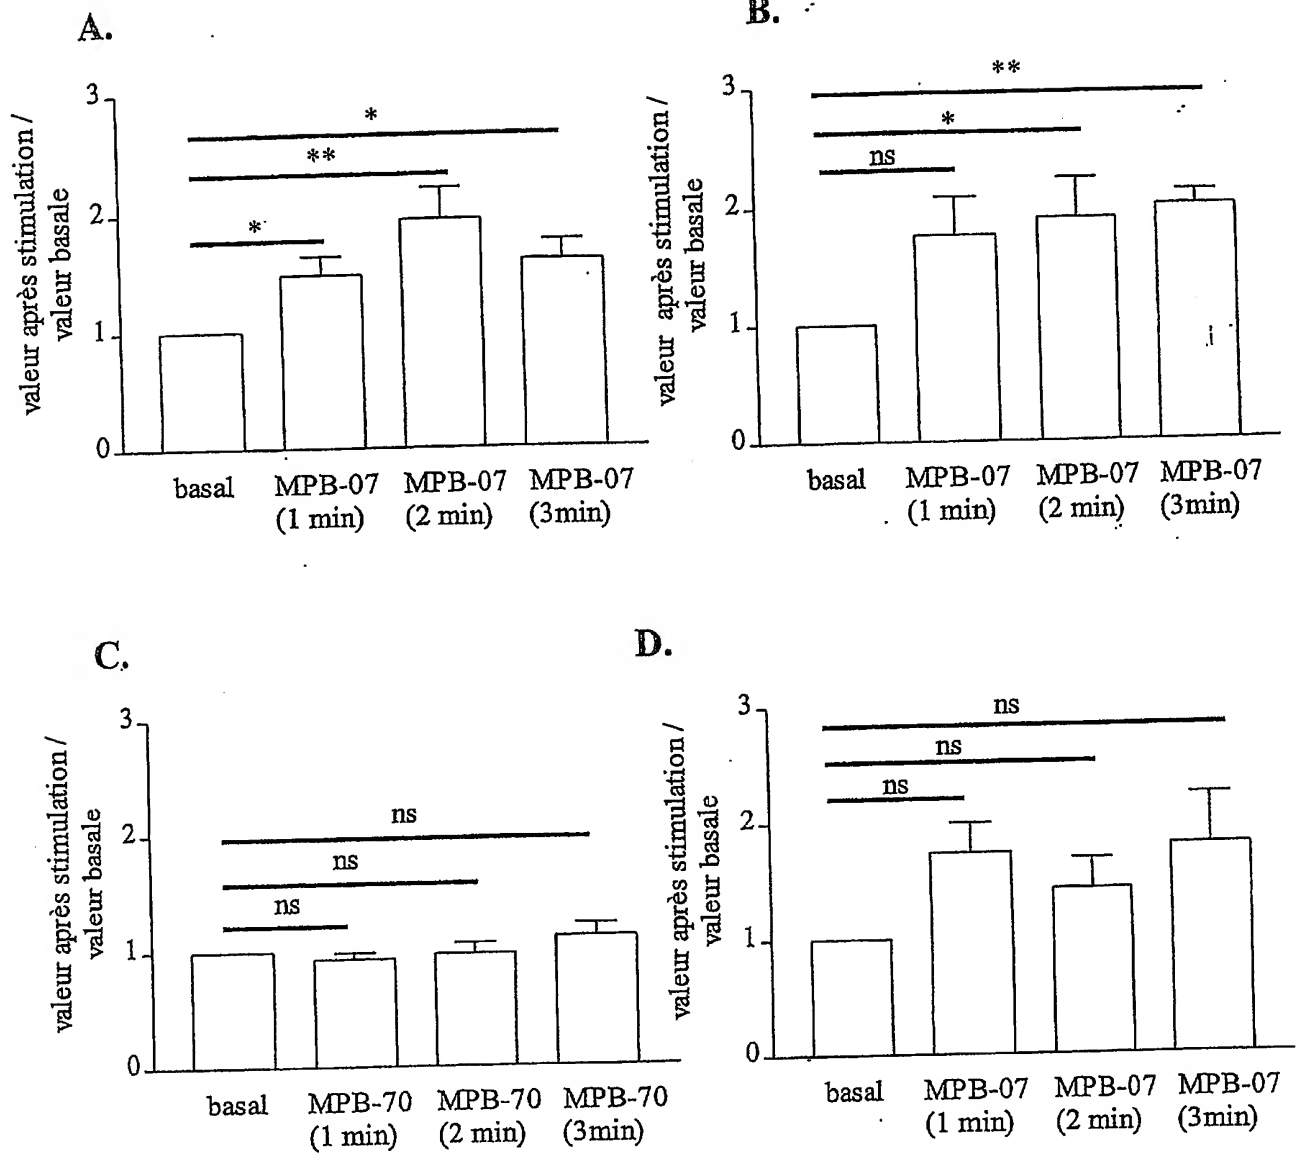 A.
valeur après stimulation /
valeur basale
3
2
1
0
*
**
*
basal
MPB-07
(1 min)
MPB-07
(2 min)
MPB-07
(3min)
B.
valeur après stimulation /
valeur basale
3
2
1
0
**
*
ns
basal
MPB-07
(1 min)
MPB-07
(2 min)
MPB-07
(3min)
C.
valeur après stimulation /
valeur basale
3
2
1
0
ns
ns
ns
basal
MPB-70
(1 min)
MPB-70
(2 min)
MPB-70
(3min)
D.
valeur après stimulation /
valeur basale
3
2
1
0
ns
ns
ns
basal
MPB-07
(1 min)
MPB-07
(2 min)
MPB-07
(3min)